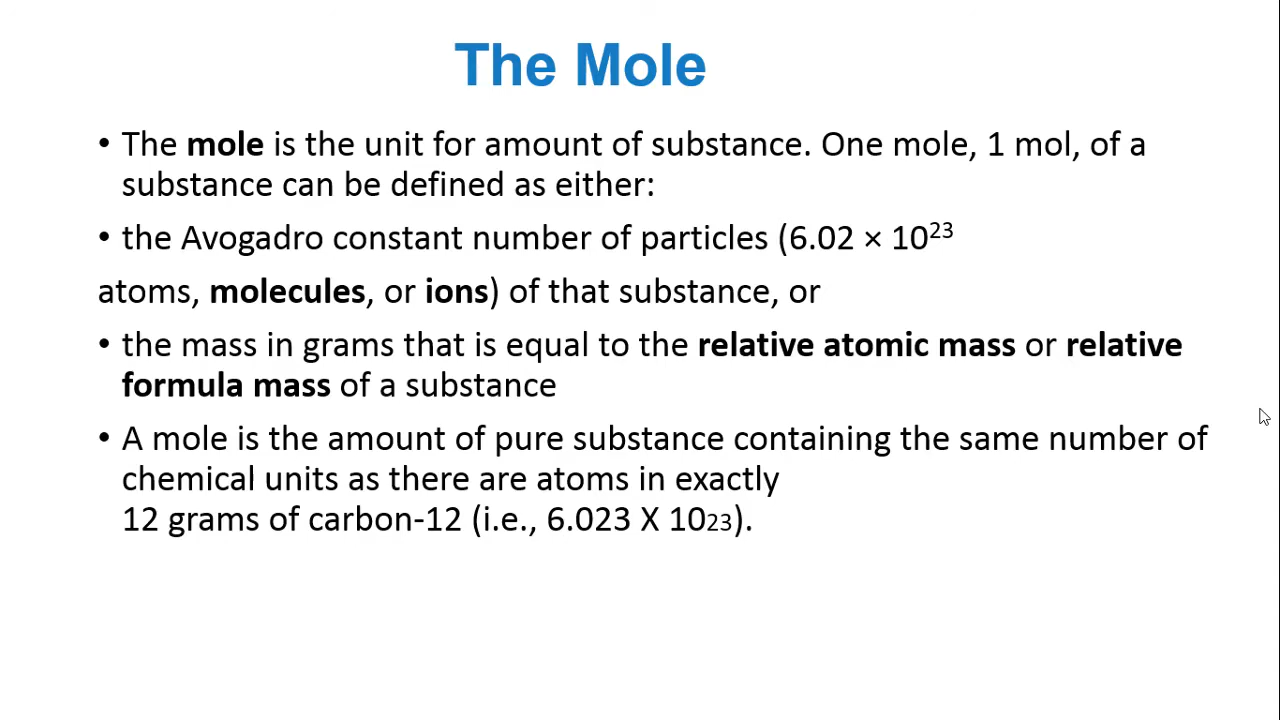 The Mole
• The mole is the unit for amount of substance. One mole, 1 mol, of a
substance can be defined as either:
• the Avogadro constant number of particles (6.02 × 10²³
atoms, molecules, or ions) of that substance, or
• the mass in grams that is equal to the relative atomic mass or relative
formula mass of a substance
• A mole is the amount of pure substance containing the same number of
chemical units as there are atoms in exactly
12 grams of carbon-12 (i.e., 6.023 X 10₂₃).